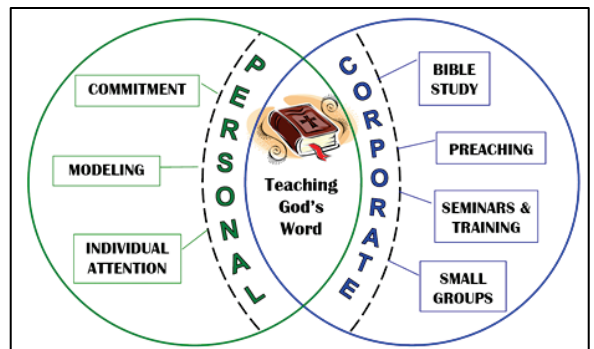 COMMITMENT
MODELING
INDIVIDUAL
ATTENTION
PERSONAL
Teaching
God's
Word
CORPORATE
BIBLE
STUDY
PREACHING
SEMINARS &
TRAINING
SMALL
GROUPS